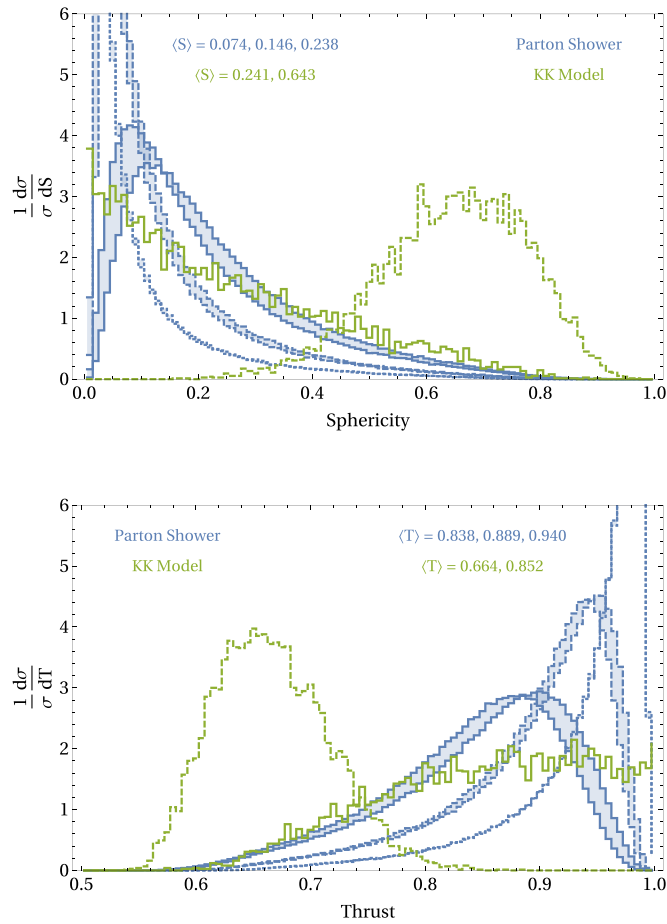 6
5
4
3
2
1
0
1/σ dσ/dS
⟨S⟩ = 0.074, 0.146, 0.238
⟨S⟩ = 0.241, 0.643
Parton Shower
KK Model
0.0 0.2 0.4 0.6 0.8 1.0
Sphericity
6
5
4
3
2
1
0
1/σ dσ/dT
Parton Shower
KK Model
⟨T⟩ = 0.838, 0.889, 0.940
⟨T⟩ = 0.664, 0.852
0.5 0.6 0.7 0.8 0.9 1.0
Thrust